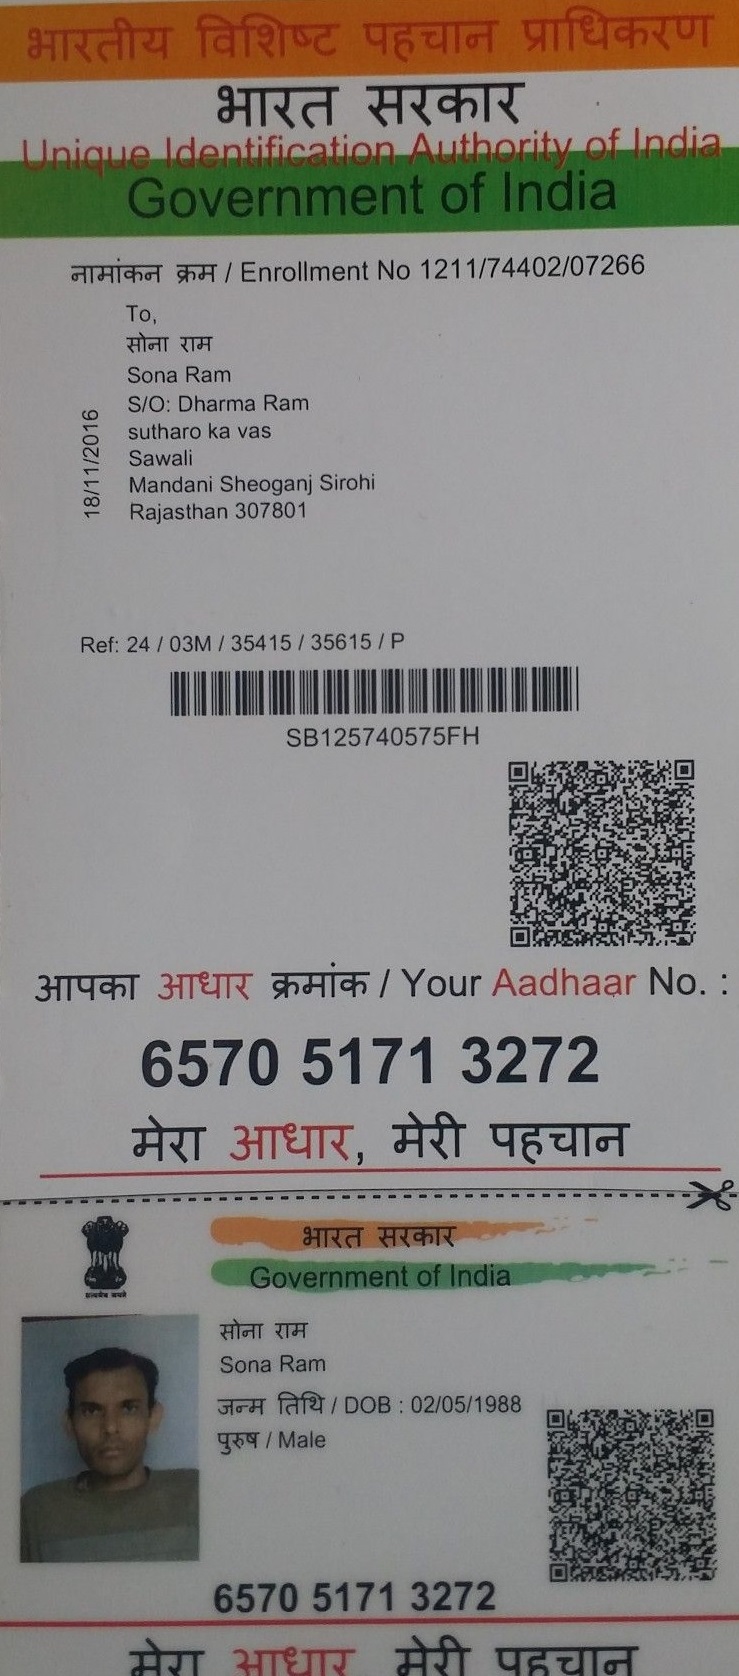 भारतीय विशिष्ट पहचान प्राधिकरण
भारत सरकार
Unique Identification Authority of India
Government of India
नामांकन क्रम / Enrollment No 1211/74402/07266
To,
सोना राम
Sona Ram
S/O: Dharma Ram
sutharo ka vas
Sawali
Mandani Sheoganj Sirohi
Rajasthan 307801
18/11/2016
Ref: 24 / 03M / 35415 / 35615 / P
SB125740575FH
आपका आधार क्रमांक / Your Aadhaar No. :
6570 5171 3272
मेरा आधार, मेरी पहचान
सत्यमेव जयते
भारत सरकार
Government of India
सोना राम
Sona Ram
जन्म तिथि / DOB : 02/05/1988
पुरुष / Male
6570 5171 3272
मेरा आधार मेरी पहचान